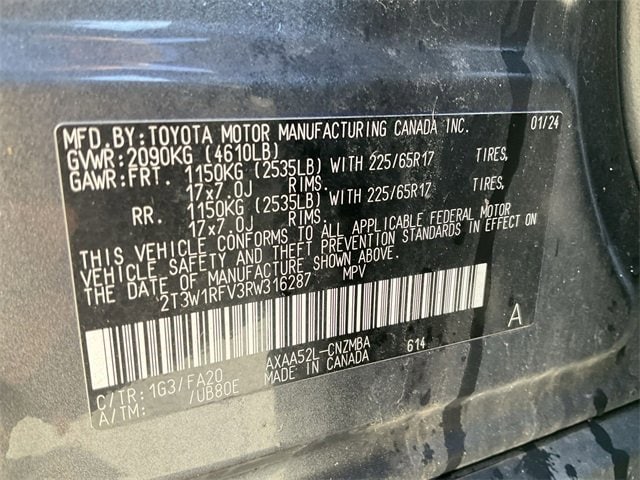 MFD.BY:TOYOTA MOTOR MANUFACTURING CANADA INC. 01/24
GVWR:2090KG (4610LB)
GAWR:FRT. 1150KG (2535LB) WITH 225/65R17 TIRES,
17x7.0J RIMS.
RR. 1150KG (2535LB) WITH 225/65R17 TIRES,
17x7.0J RIMS.
THIS VEHICLE CONFORMS TO ALL APPLICABLE FEDERAL MOTOR
VEHICLE SAFETY AND THEFT PREVENTION STANDARDS IN EFFECT ON
THE DATE OF MANUFACTURE SHOWN ABOVE.
2T3W1RFV3RW316287 MPV
A
C/TR: 1G3/FA20 AXAA52L-CNZMBA 614
A/TM: /UB80E MADE IN CANADA